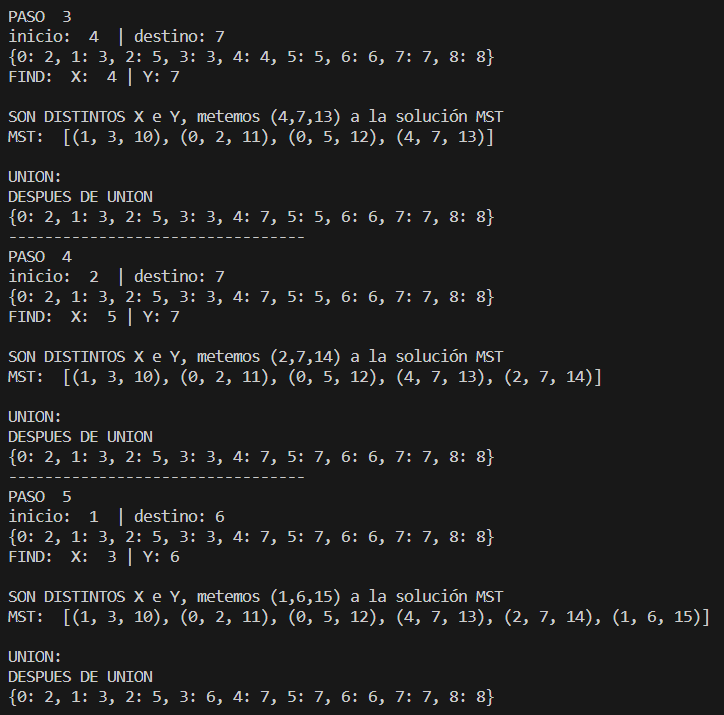 PASO  3
inicio:  4  | destino: 7
{0: 2, 1: 3, 2: 5, 3: 3, 4: 4, 5: 5, 6: 6, 7: 7, 8: 8}
FIND:  X:  4 | Y: 7
SON DISTINTOS X e Y, metemos (4,7,13) a la solución MST
MST:  [(1, 3, 10), (0, 2, 11), (0, 5, 12), (4, 7, 13)]
UNION:
DESPUES DE UNION
{0: 2, 1: 3, 2: 5, 3: 3, 4: 7, 5: 5, 6: 6, 7: 7, 8: 8}
---------------------------------
PASO  4
inicio:  2  | destino: 7
{0: 2, 1: 3, 2: 5, 3: 3, 4: 7, 5: 5, 6: 6, 7: 7, 8: 8}
FIND:  X:  5 | Y: 7
SON DISTINTOS X e Y, metemos (2,7,14) a la solución MST
MST:  [(1, 3, 10), (0, 2, 11), (0, 5, 12), (4, 7, 13), (2, 7, 14)]
UNION:
DESPUES DE UNION
{0: 2, 1: 3, 2: 5, 3: 3, 4: 7, 5: 7, 6: 6, 7: 7, 8: 8}
---------------------------------
PASO  5
inicio:  1  | destino: 6
{0: 2, 1: 3, 2: 5, 3: 3, 4: 7, 5: 7, 6: 6, 7: 7, 8: 8}
FIND:  X:  3 | Y: 6
SON DISTINTOS X e Y, metemos (1,6,15) a la solución MST
MST:  [(1, 3, 10), (0, 2, 11), (0, 5, 12), (4, 7, 13), (2, 7, 14), (1, 6, 15)]
UNION:
DESPUES DE UNION
{0: 2, 1: 3, 2: 5, 3: 6, 4: 7, 5: 7, 6: 6, 7: 7, 8: 8}